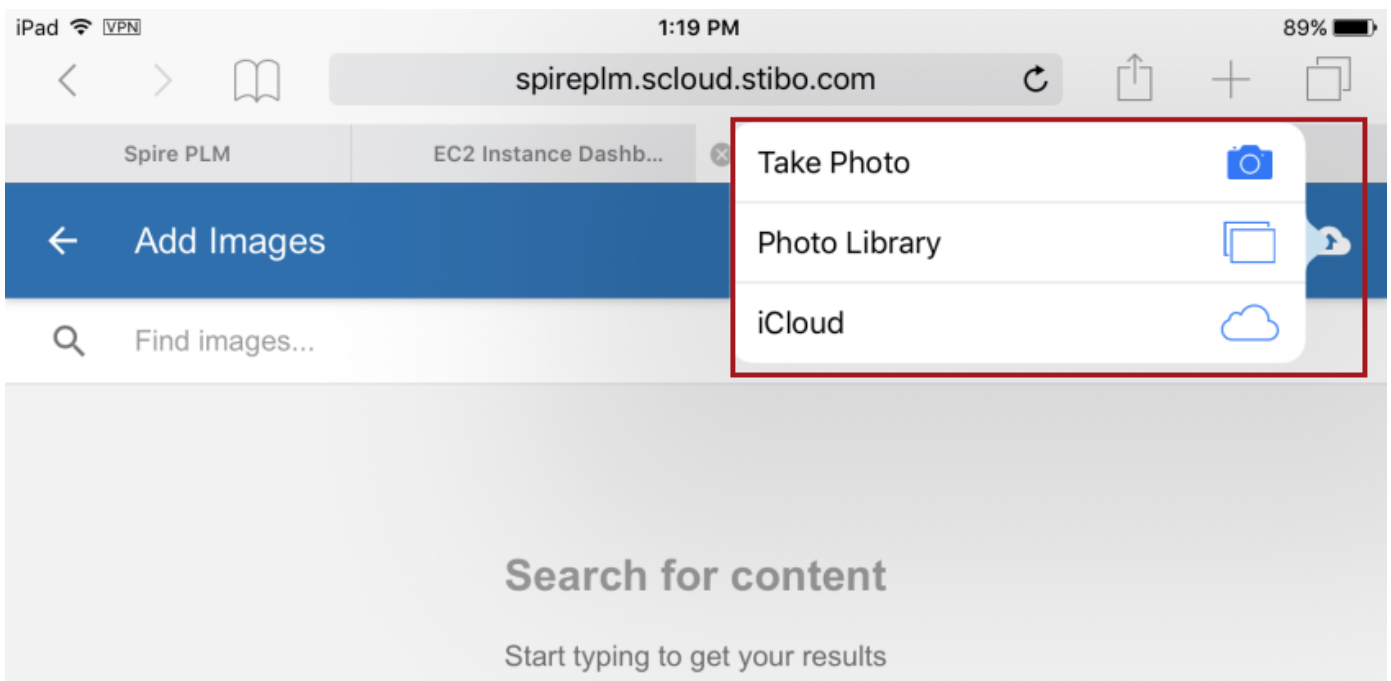 iPad VPN 1:19 PM 89%
spireplm.scloud.stibo.com
Spire PLM EC2 Instance Dashb...
Take Photo
Add Images
Photo Library
iCloud
Find images...
Search for content
Start typing to get your results